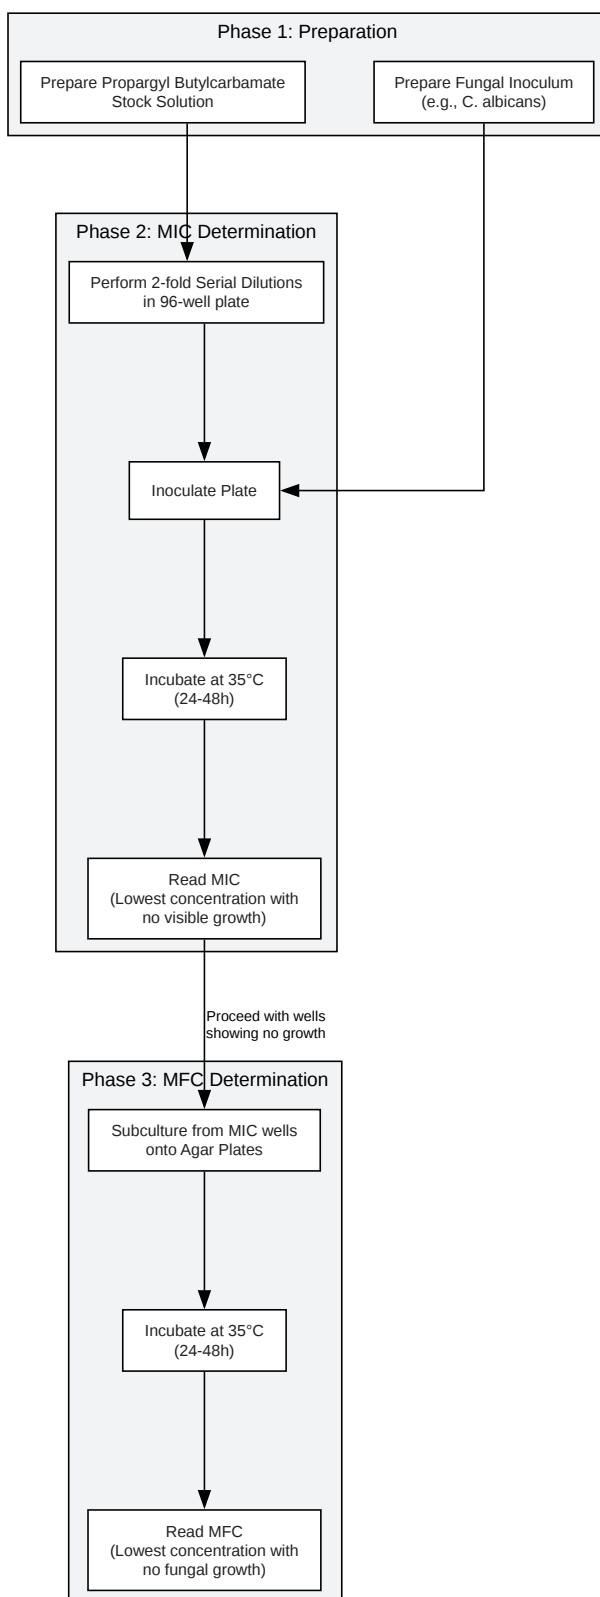 Phase 1: Preparation
Prepare Propargyl Butylcarbamate
Stock Solution
Prepare Fungal Inoculum
(e.g., C. albicans)
Phase 2: MIC Determination
Perform 2-fold Serial Dilutions
in 96-well plate
Inoculate Plate
Incubate at 35°C
(24-48h)
Read MIC
(Lowest concentration with
no visible growth)
Proceed with wells
showing no growth
Phase 3: MFC Determination
Subculture from MIC wells
onto Agar Plates
Incubate at 35°C
(24-48h)
Read MFC
(Lowest concentration with
no fungal growth)